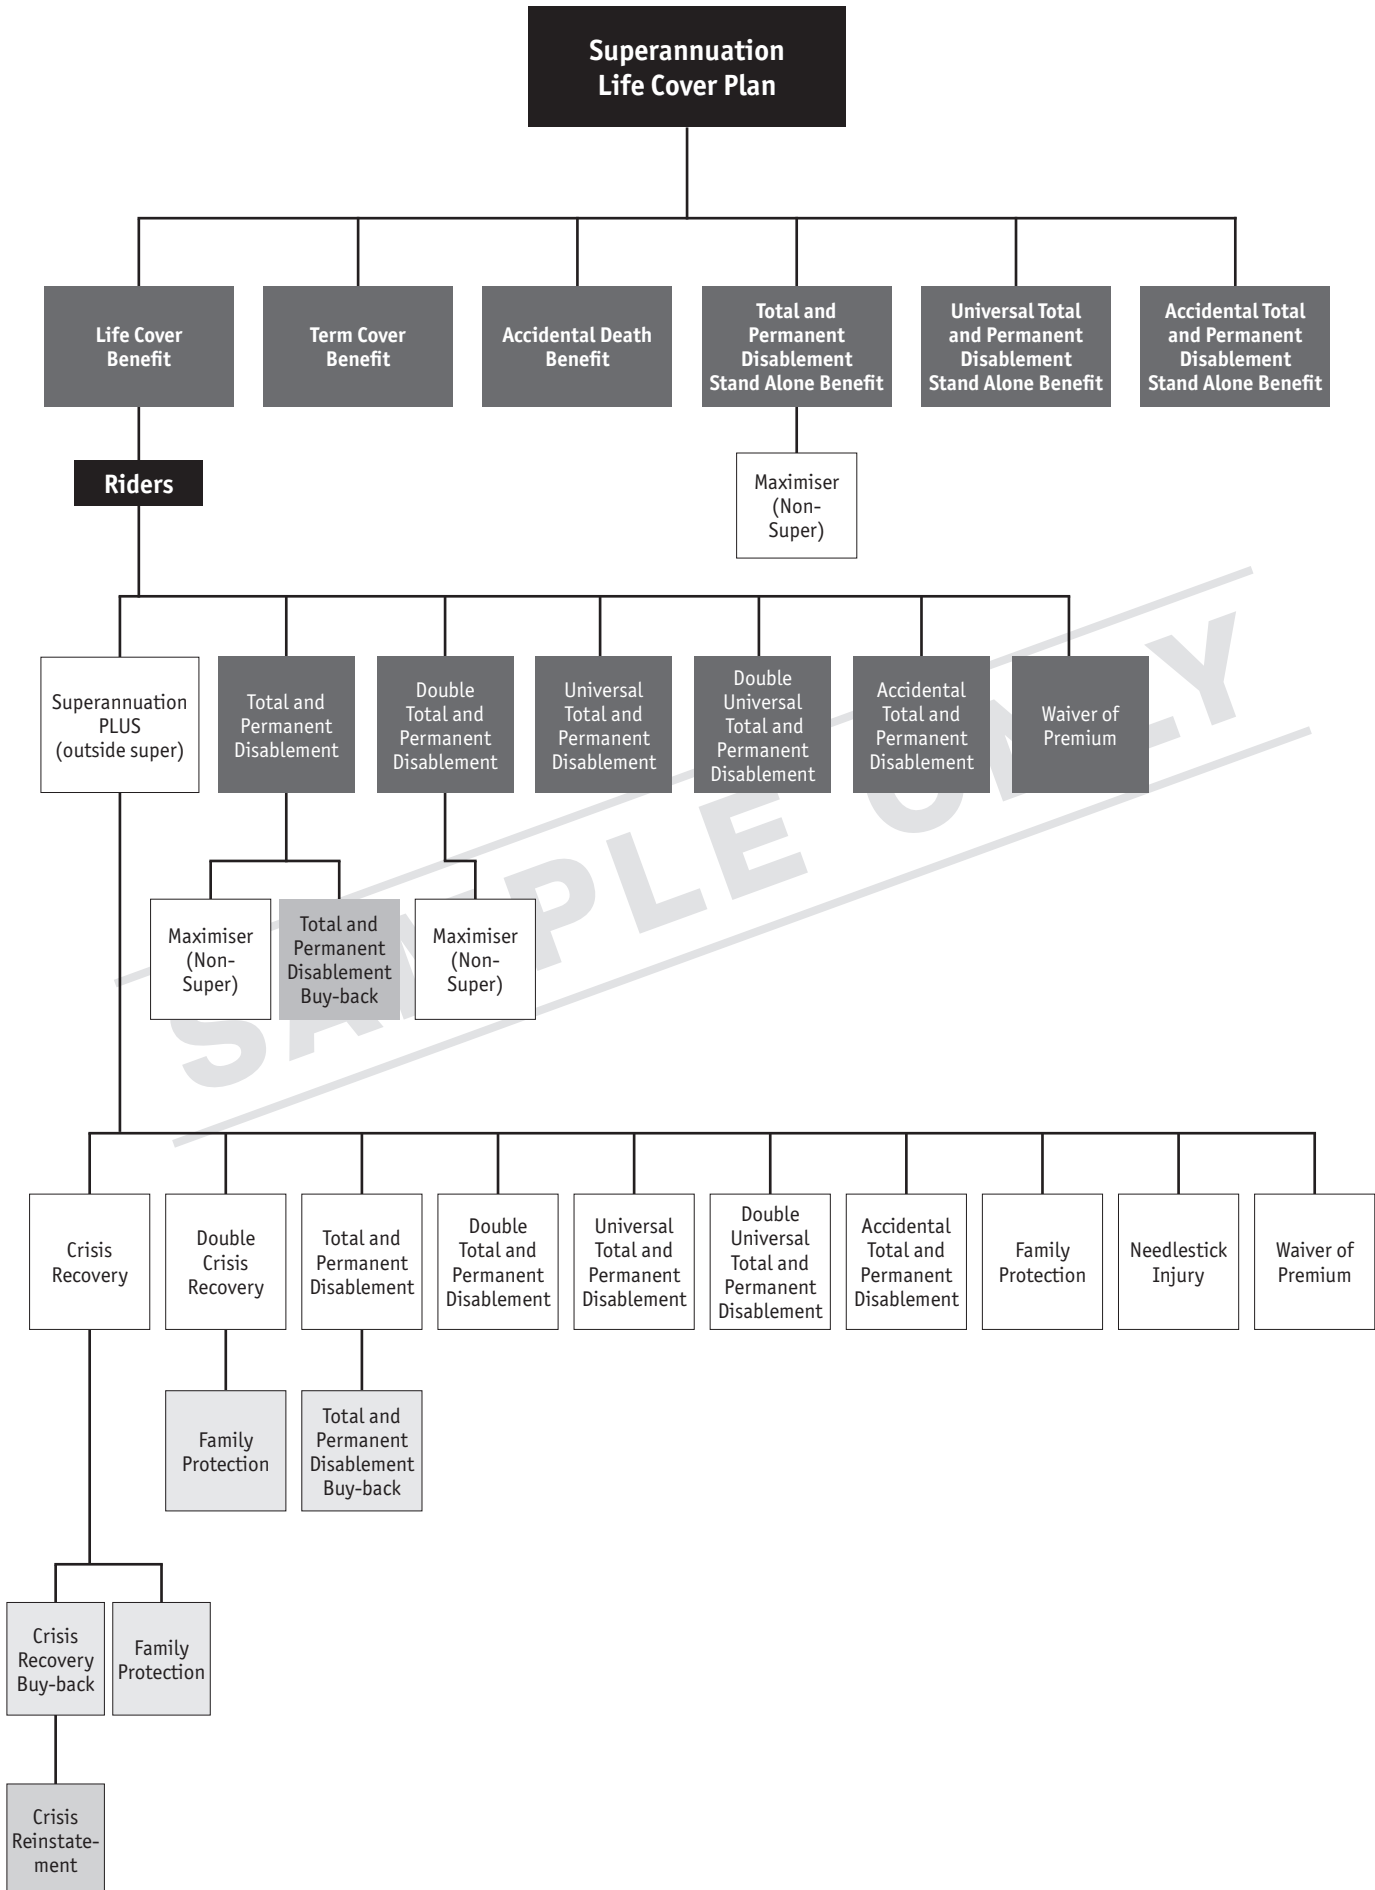 Superannuation
Life Cover Plan
Life Cover
Benefit
Term Cover
Benefit
Accidental Death
Benefit
Total and
Permanent
Disablement
Stand Alone Benefit
Universal Total
and Permanent
Disablement
Stand Alone Benefit
Accidental Total
and Permanent
Disablement
Stand Alone Benefit
Riders
Maximiser
(Non-
Super)
Superannuation
PLUS
(outside super)
Total and
Permanent
Disablement
Double
Total and
Permanent
Disablement
Universal
Total and
Permanent
Disablement
Double
Universal
Total and
Permanent
Disablement
Accidental
Total and
Permanent
Disablement
Waiver of
Premium
Maximiser
(Non-
Super)
Total and
Permanent
Disablement
Buy-back
Maximiser
(Non-
Super)
SAMPLE ONLY
Crisis
Recovery
Double
Crisis
Recovery
Total and
Permanent
Disablement
Double
Total and
Permanent
Disablement
Universal
Total and
Permanent
Disablement
Double
Universal
Total and
Permanent
Disablement
Accidental
Total and
Permanent
Disablement
Family
Protection
Needlestick
Injury
Waiver of
Premium
Family
Protection
Total and
Permanent
Disablement
Buy-back
Crisis
Recovery
Buy-back
Family
Protection
Crisis
Reinstate-
ment